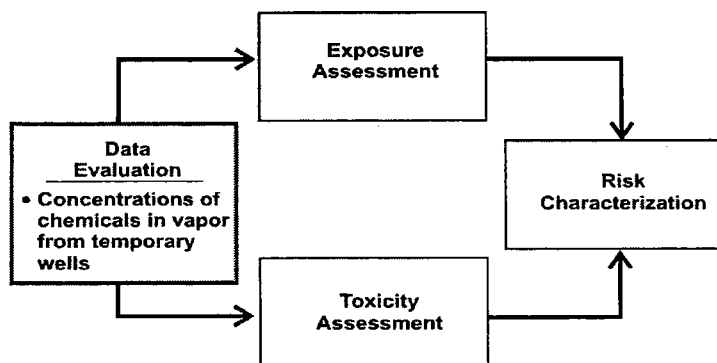 Exposure
Assessment
Data
Evaluation
• Concentrations of
chemicals in vapor
from temporary
wells
Risk
Characterization
Toxicity
Assessment